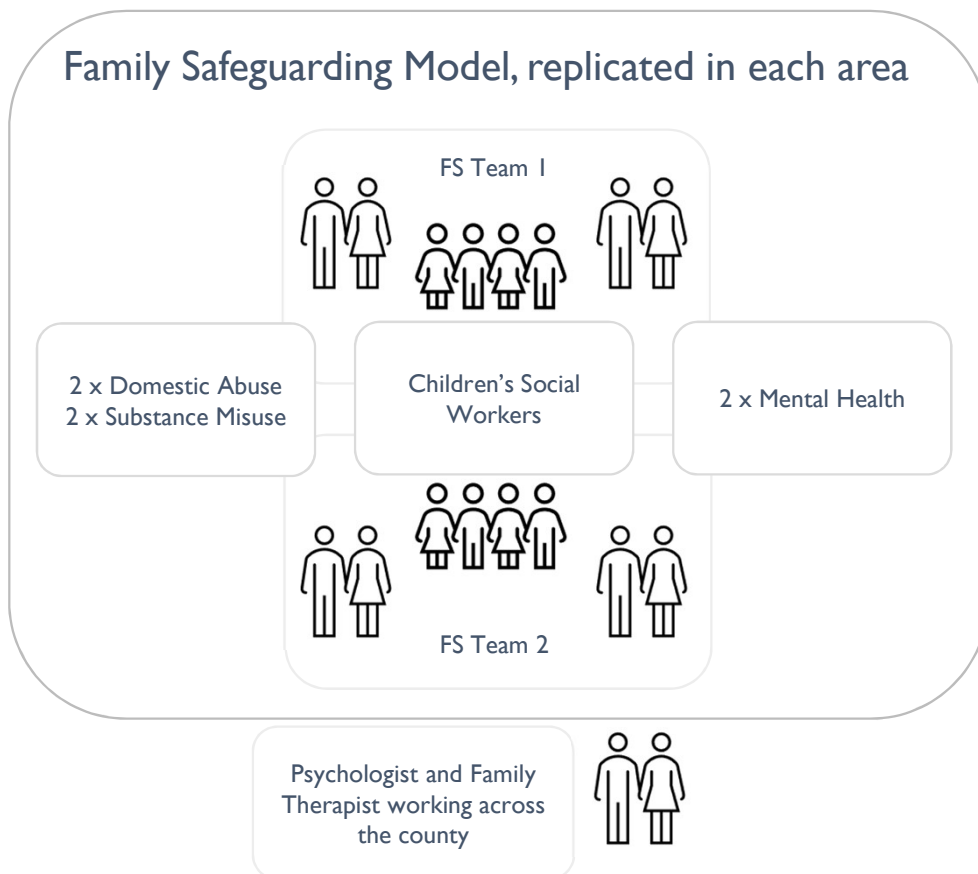 Family Safeguarding Model, replicated in each area
FS Team 1
2 x Domestic Abuse
2 x Substance Misuse
Children’s Social
Workers
2 x Mental Health
FS Team 2
Psychologist and Family
Therapist working across
the county